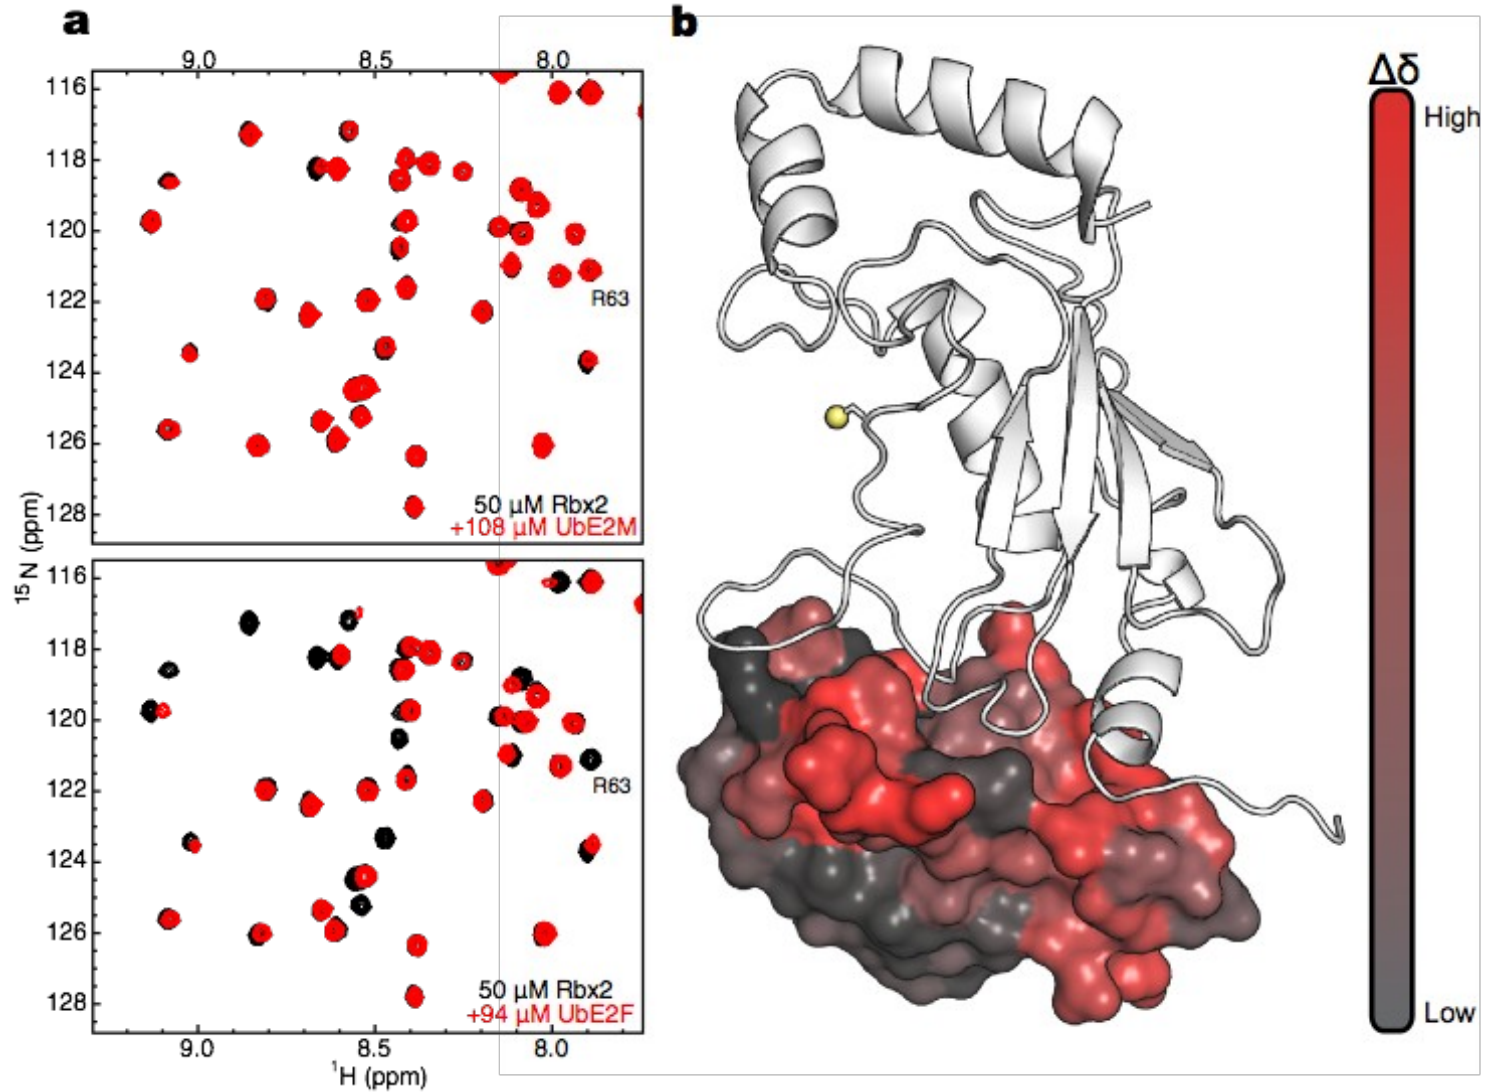 a
b
9.0 8.5 8.0
116
118
120
122
124
126
128
R63
50 µM Rbx2
+108 µM UbE2M
116
118
120
122
124
126
128
R63
50 µM Rbx2
+94 µM UbE2F
9.0 8.5 8.0
¹H (ppm)
¹⁵N (ppm)
Δδ
High
Low